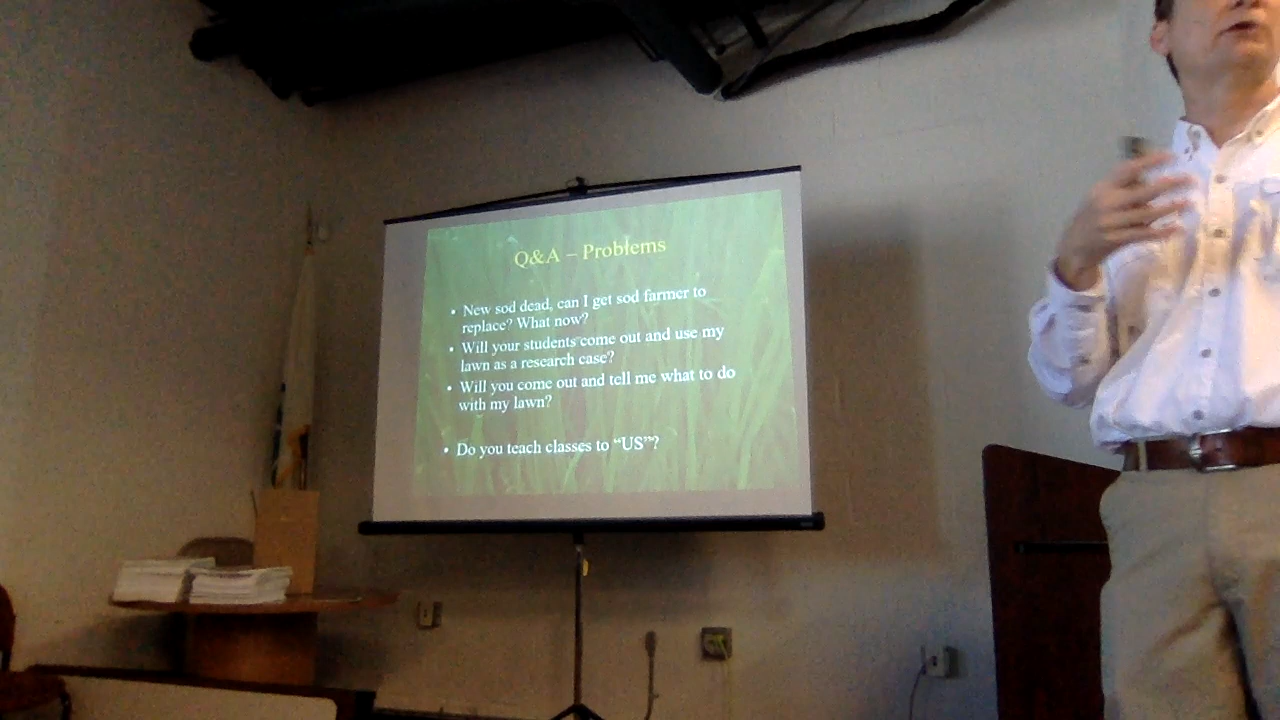 Q&A – Problems
• New sod dead, can I get sod farmer to
replace? What now?
• Will your students come out and use my
lawn as a research case?
• Will you come out and tell me what to do
with my lawn?
• Do you teach classes to “US”?